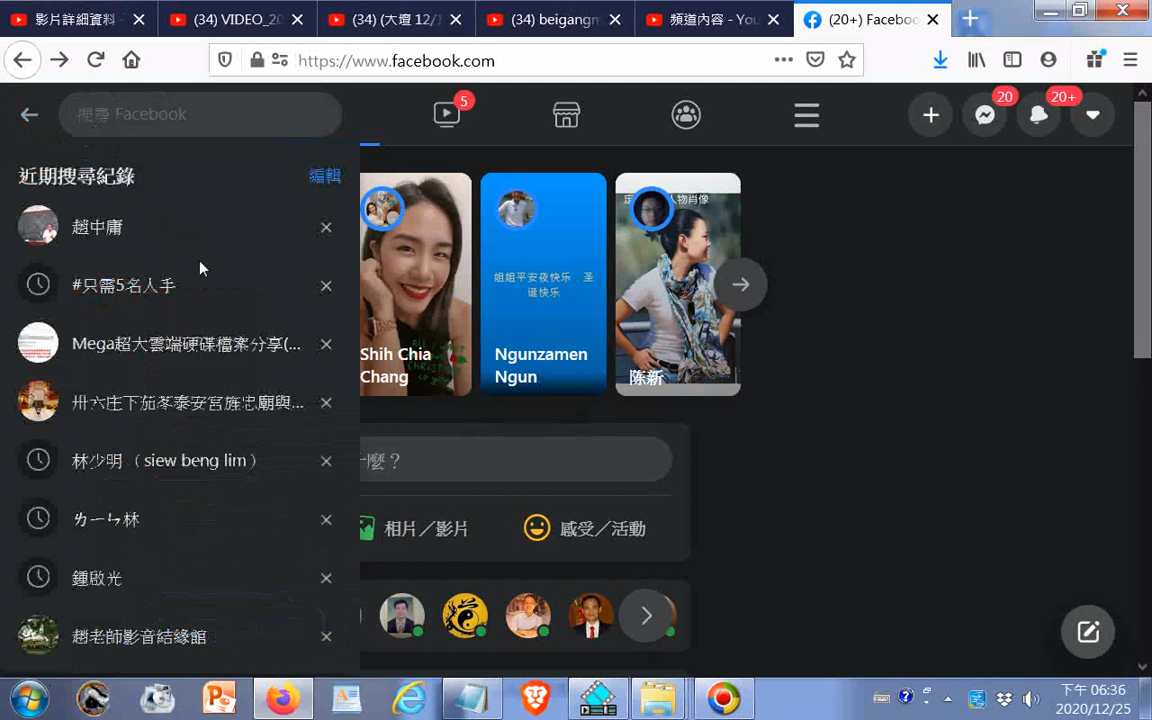 影片詳細資料
(34) VIDEO_20
(34) (大壇 12/
(34) beigangm
頻道內容 - You
(20+) Facebook
https://www.facebook.com
搜尋 Facebook
5
20
20+
近期搜尋紀錄
編輯
趙中庸
#只需5名人手
Mega超大雲端硬碟檔案分享(...
卅六庄下茄苳泰安宮旌忠廟與...
林少明 （siew beng lim）
ㄌㄧㄣ林
鍾啟光
趙老師影音結緣館
Shih Chia
Chang
姐姐平安夜快乐 圣
诞快乐
Ngunzamen
Ngun
人物肖像
陈新
什麼？
相片／影片
感受／活動
下午 06:36
2020/12/25